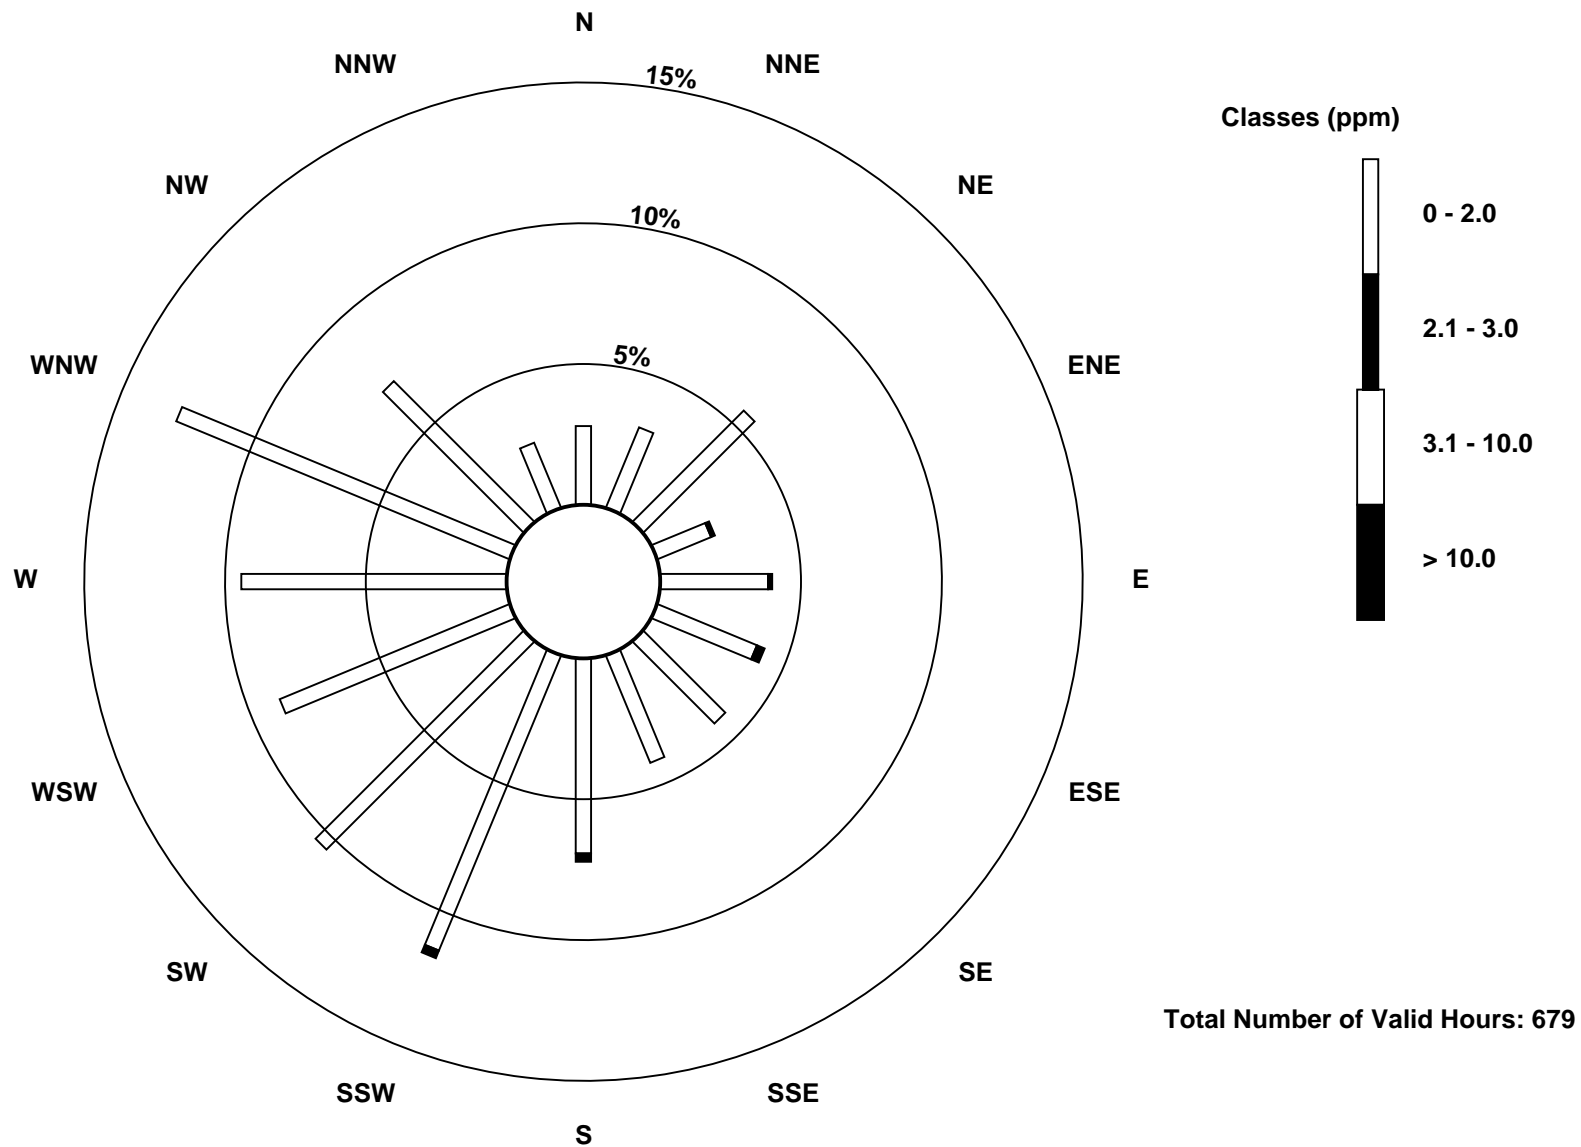 N
NNW
NNE
15%
Classes (ppm)
NW
NE
0 - 2.0
10%
2.1 - 3.0
5%
WNW
ENE
3.1 - 10.0
> 10.0
W
E
WSW
ESE
SW
SE
Total Number of Valid Hours: 679
SSW
SSE
S